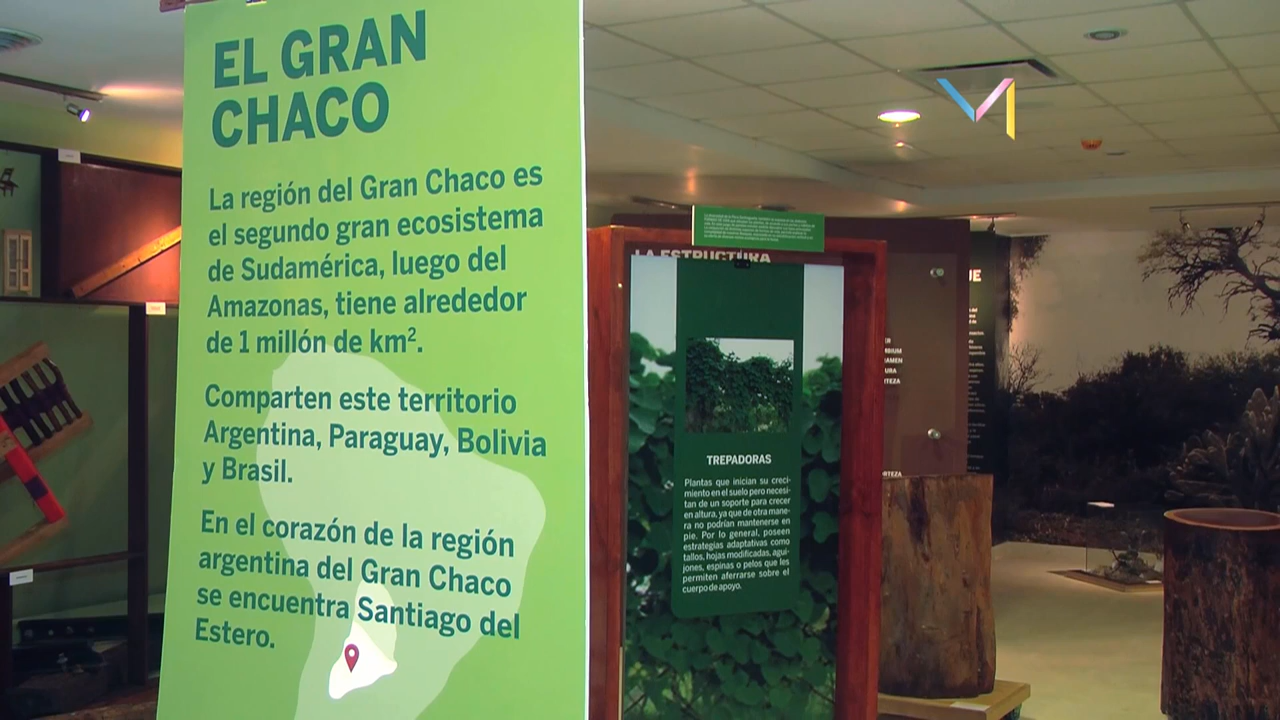 EL GRAN
CHACO
La región del Gran Chaco es
el segundo gran ecosistema
de Sudamérica, luego del
Amazonas, tiene alrededor
de 1 millón de km².
Comparten este territorio
Argentina, Paraguay, Bolivia
y Brasil.
En el corazón de la región
argentina del Gran Chaco
se encuentra Santiago del
Estero.
LA ESTRUCTURA
TREPADORAS
Plantas que inician su creci-
miento en el suelo pero necesi-
tan de un soporte para crecer
en altura, ya que de otra mane-
ra no podrían mantenerse en
pie. Por lo general, poseen
estrategias adaptativas como
tallos, hojas modificadas, agui-
jones, espinas o pelos que les
permiten aferrarse sobre el
cuerpo de apoyo.